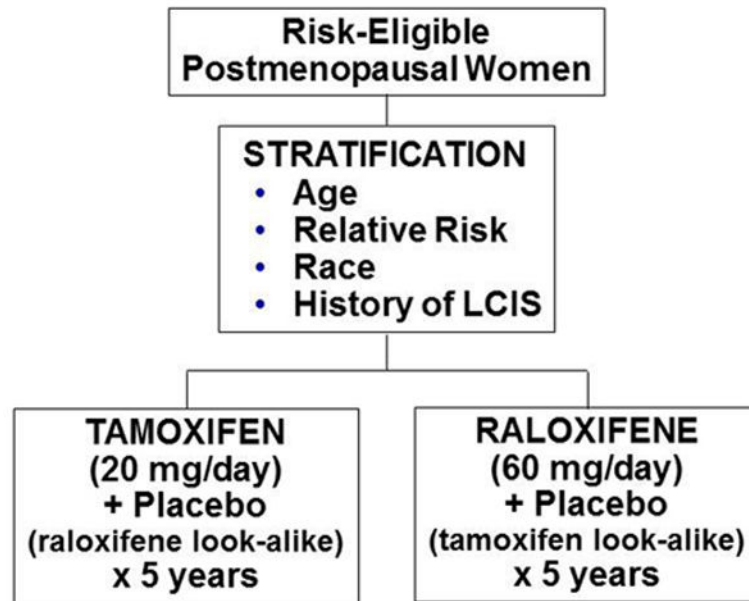 Risk-Eligible
Postmenopausal Women
STRATIFICATION
• Age
• Relative Risk
• Race
• History of LCIS
TAMOXIFEN
(20 mg/day)
+ Placebo
(raloxifene look-alike)
x 5 years
RALOXIFENE
(60 mg/day)
+ Placebo
(tamoxifen look-alike)
x 5 years